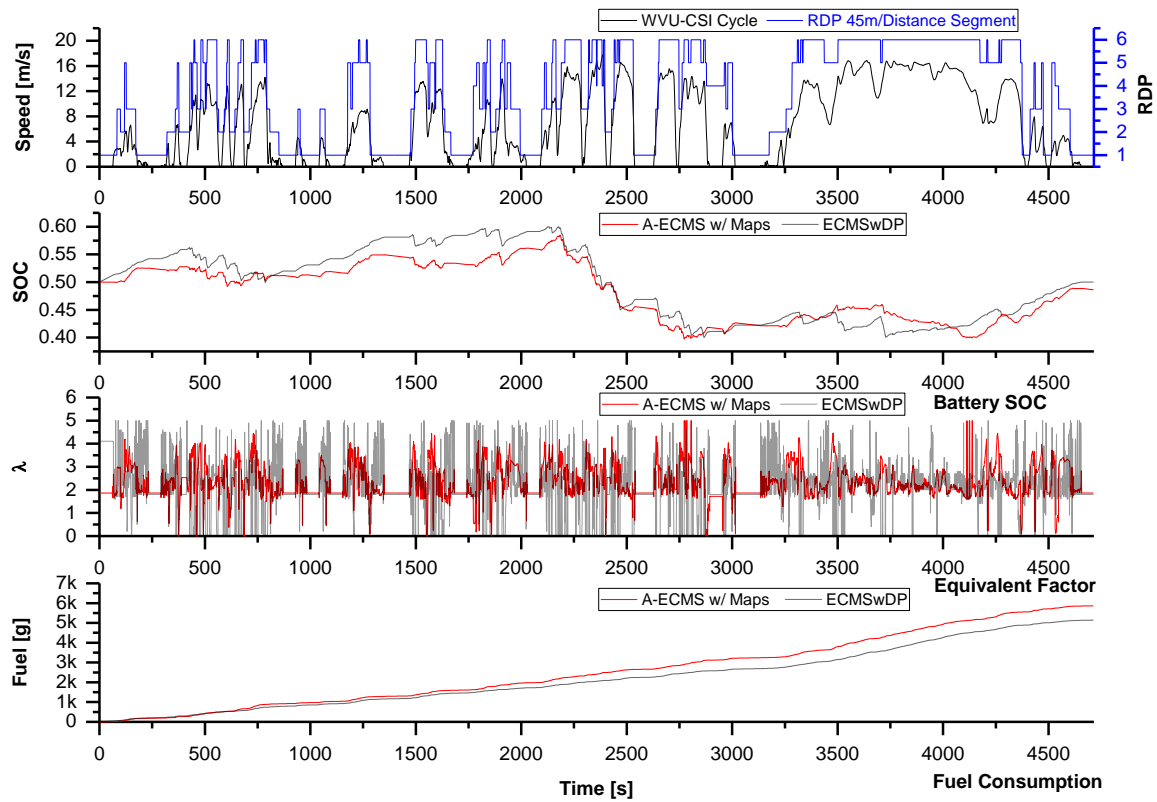 WVU-CSI Cycle RDP 45m/Distance Segment
Speed [m/s]
20
16
12
8
4
0
6
5
4
3
2
1
RDP
0 500 1000 1500 2000 2500 3000 3500 4000 4500
A-ECMS w/ Maps ECMSwDP
SOC
0.60
0.55
0.50
0.45
0.40
0 500 1000 1500 2000 2500 3000 3500 4000 4500
Battery SOC
A-ECMS w/ Maps ECMSwDP
λ
6
5
4
3
2
1
0
0 500 1000 1500 2000 2500 3000 3500 4000 4500
Equivalent Factor
A-ECMS w/ Maps ECMSwDP
Fuel [g]
7k
6k
5k
4k
3k
2k
1k
0
0 500 1000 1500 2000 2500 3000 3500 4000 4500
Time [s]
Fuel Consumption